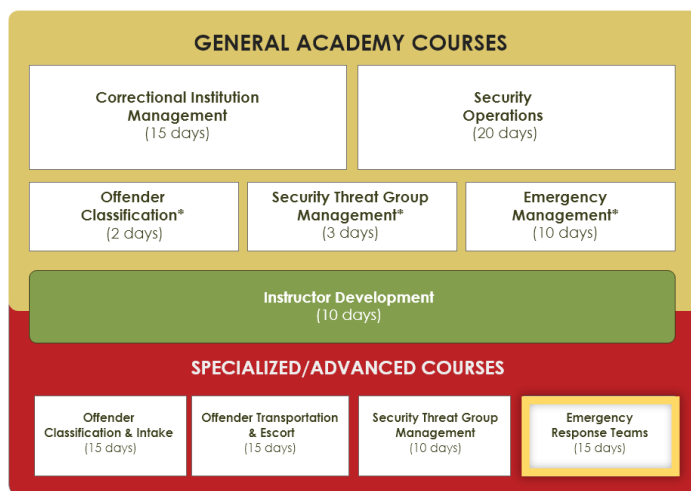 GENERAL ACADEMY COURSES
Correctional Institution
Management
(15 days)
Security
Operations
(20 days)
Offender
Classification*
(2 days)
Security Threat Group
Management*
(3 days)
Emergency
Management*
(10 days)
Instructor Development
(10 days)
SPECIALIZED/ADVANCED COURSES
Offender
Classification & Intake
(15 days)
Offender Transportation
& Escort
(15 days)
Security Threat Group
Management
(10 days)
Emergency
Response Teams
(15 days)